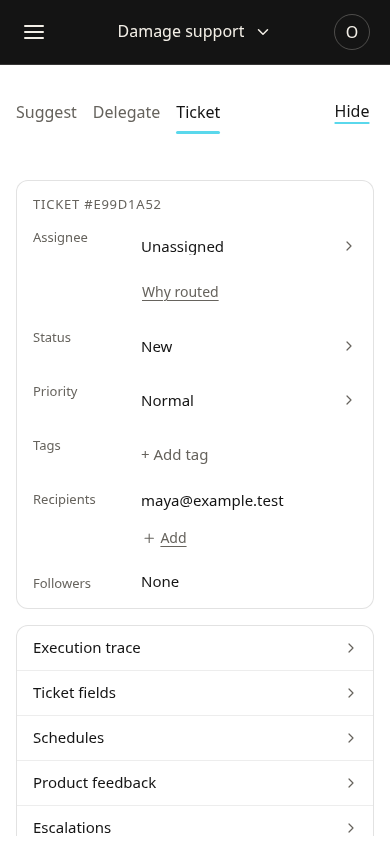 Damage support
O
Suggest Delegate Ticket Hide
TICKET #E99D1A52
Assignee Unassigned
Why routed
Status New
Priority Normal
Tags + Add tag
Recipients maya@example.test
+ Add
Followers None
Execution trace
Ticket fields
Schedules
Product feedback
Escalations